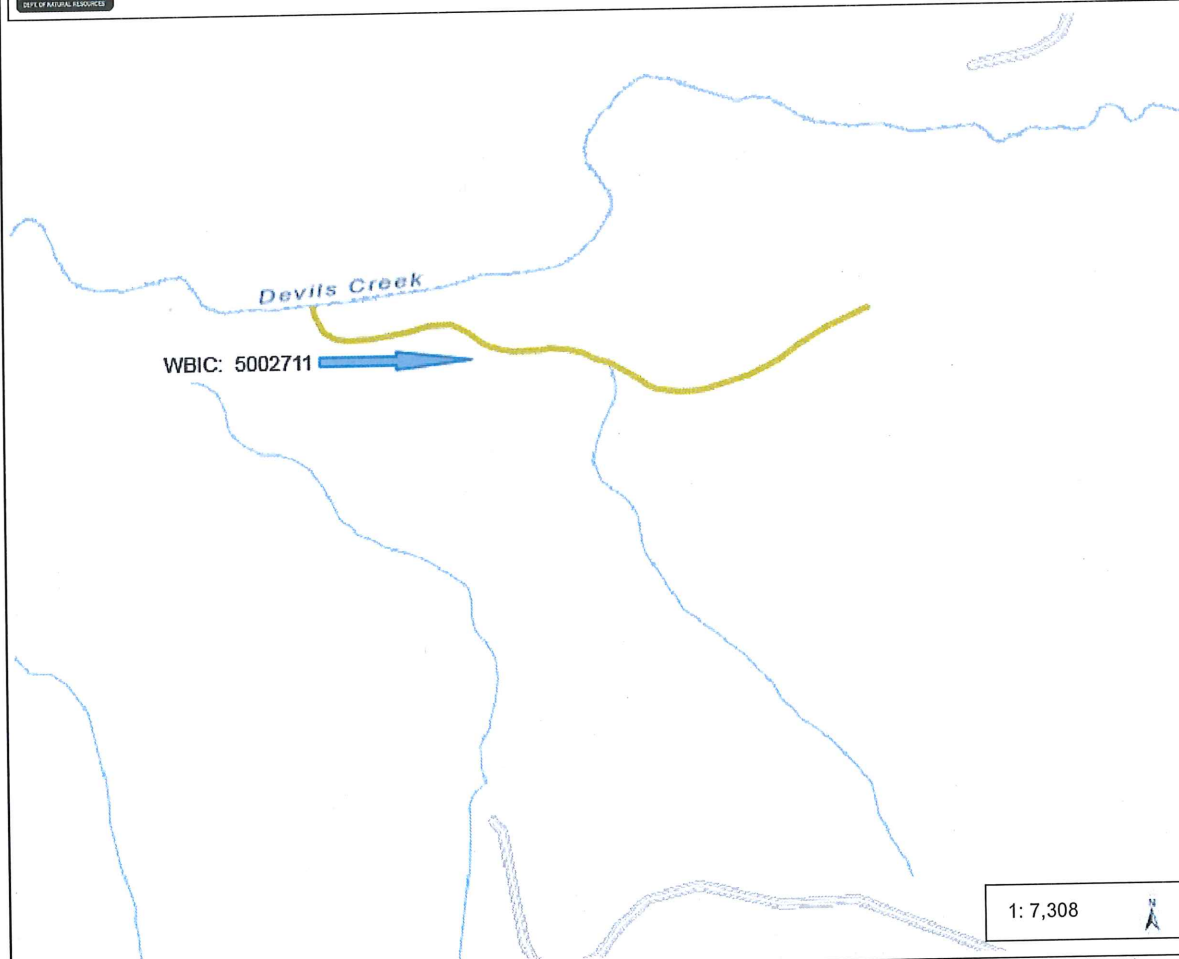 DEPT. OF NATURAL RESOURCES
Devils Creek
WBIC: 5002711
1: 7,308
N